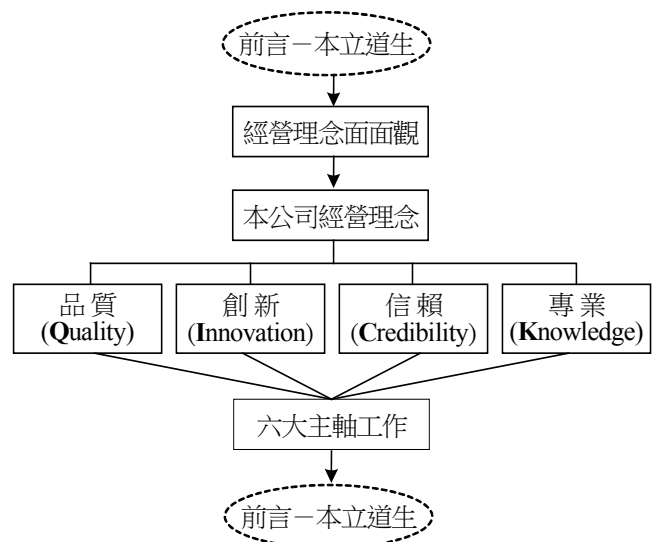 前言－本立道生
經營理念面面觀
本公司經營理念
品質
(Quality)
創新
(Innovation)
信賴
(Credibility)
專業
(Knowledge)
六大主軸工作
前言－本立道生